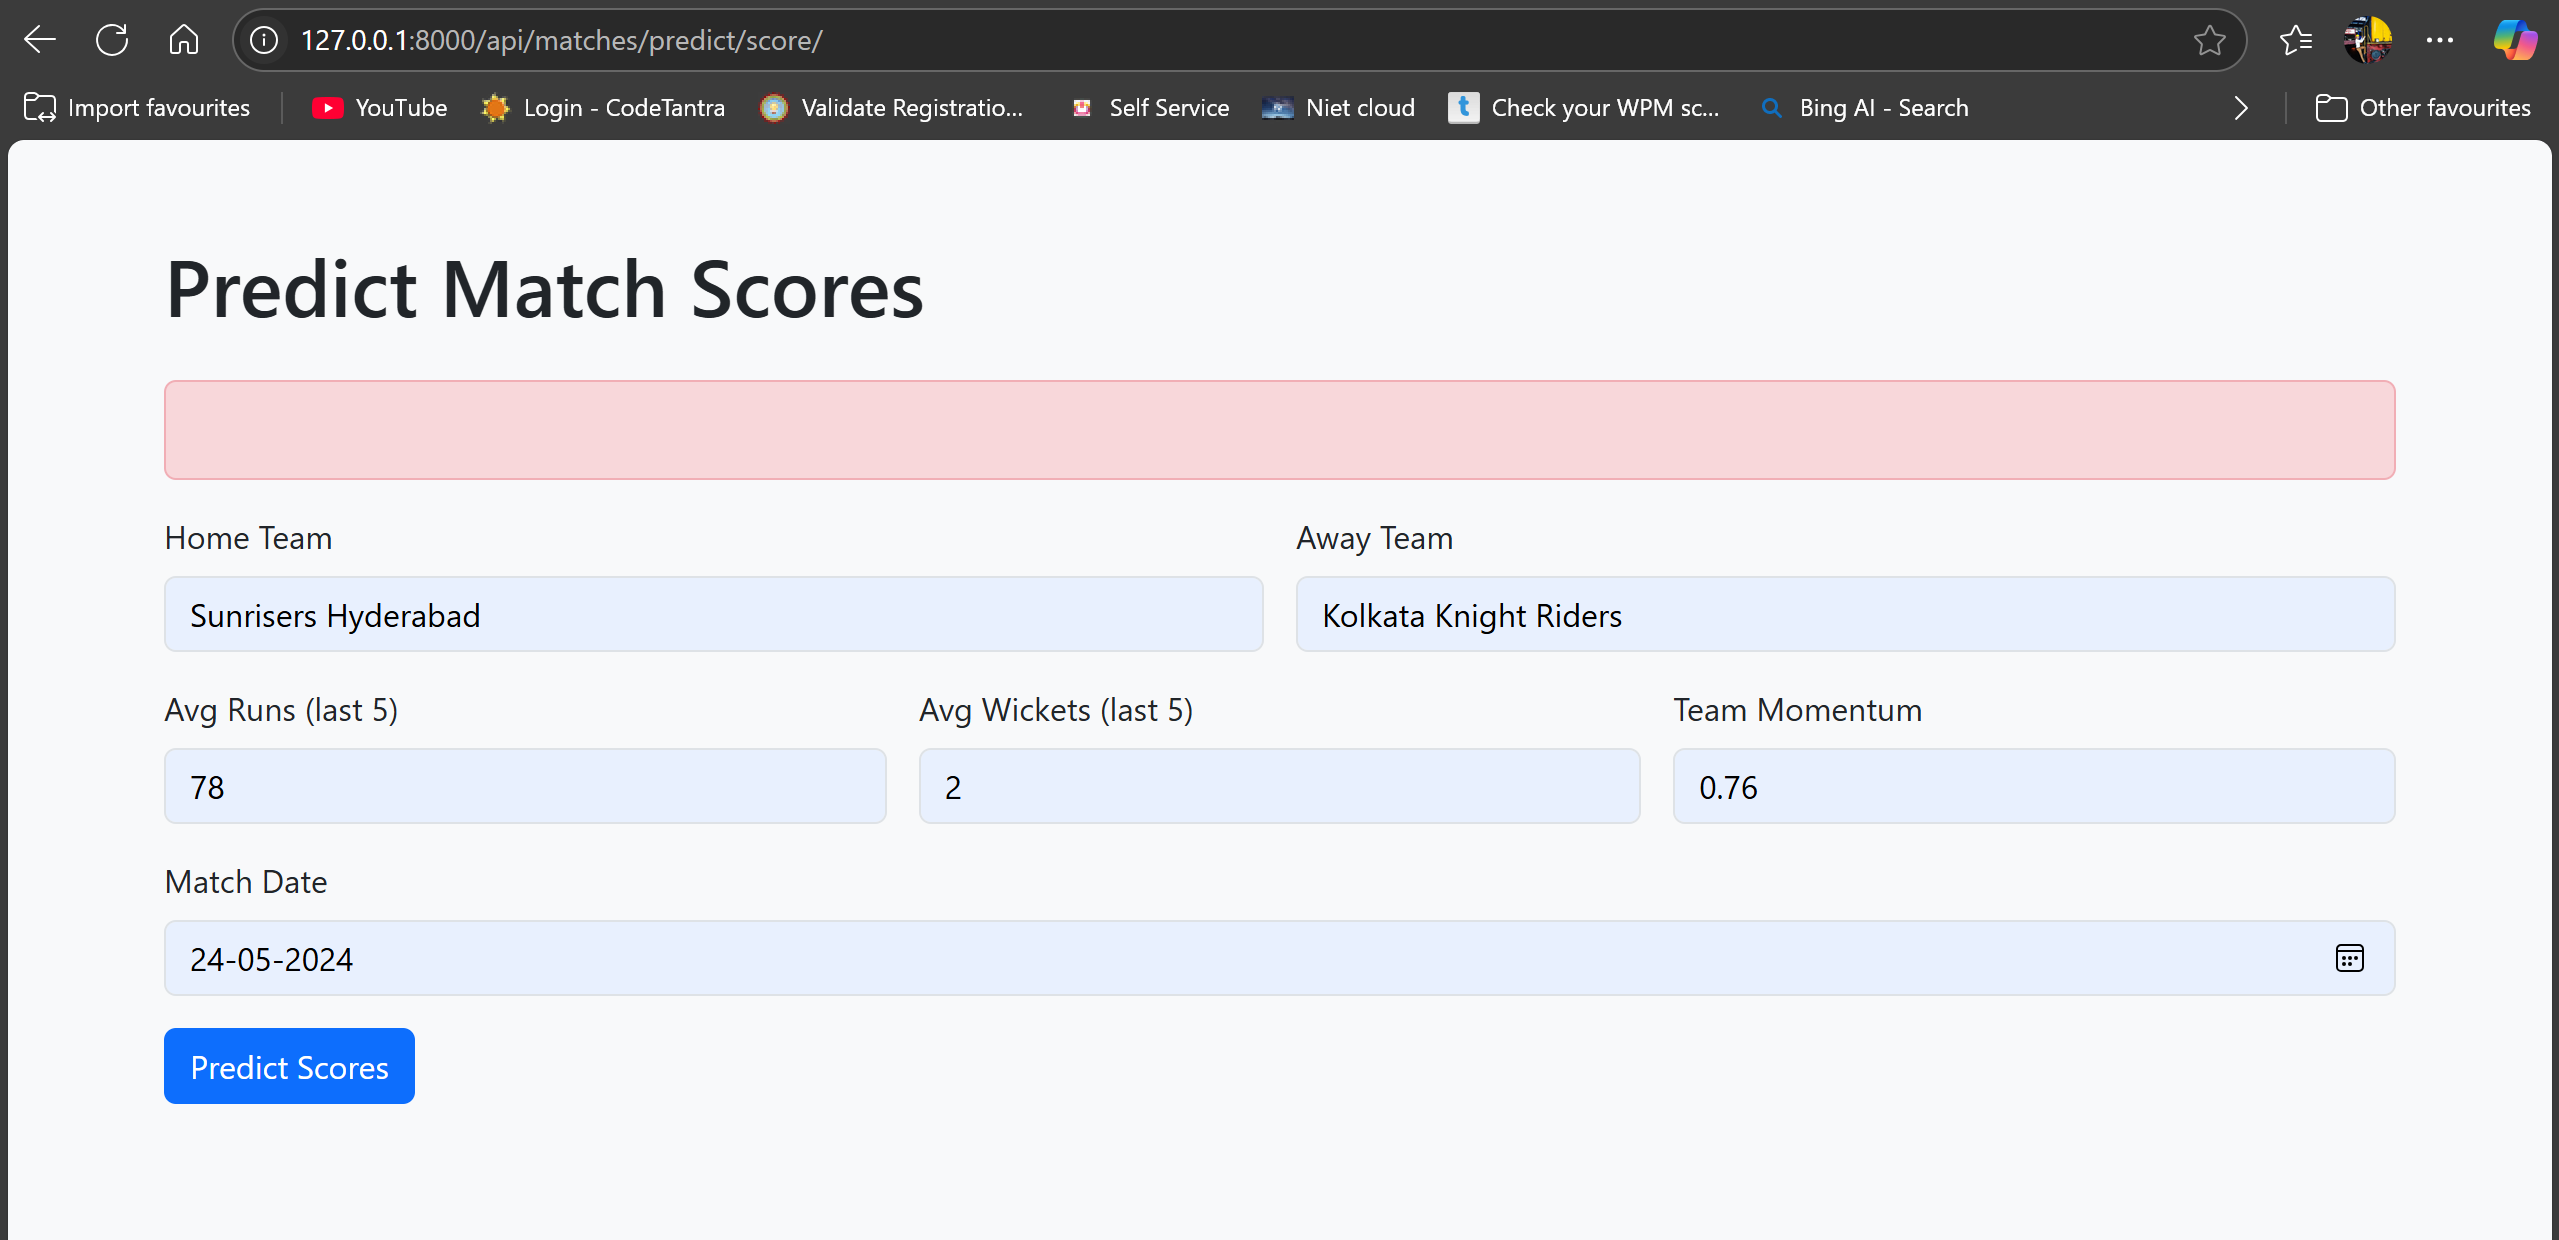 127.0.0.1:8000/api/matches/predict/score/
Import favourites
YouTube
Login - CodeTantra
Validate Registratio...
Self Service
Niet cloud
t
Check your WPM sc...
Bing AI - Search
Other favourites
Predict Match Scores
Home Team
Away Team
Sunrisers Hyderabad
Kolkata Knight Riders
Avg Runs (last 5)
Avg Wickets (last 5)
Team Momentum
78
2
0.76
Match Date
24-05-2024
Predict Scores